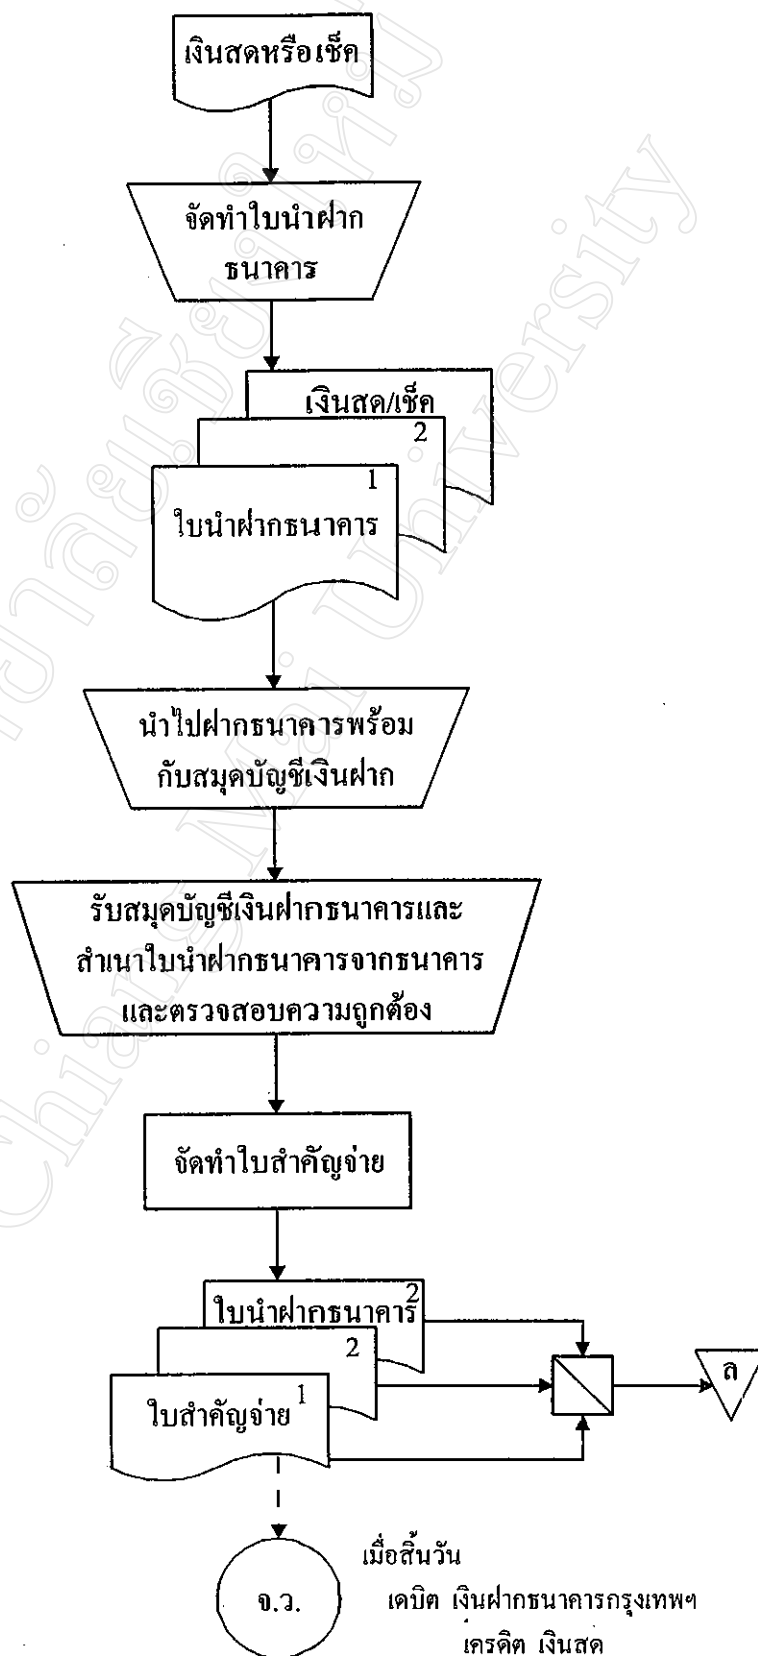 เงินสดหรือเช็ค
จัดทำใบนำฝาก
ธนาคาร
เงินสด/เช็ค
2
1
ใบนำฝากธนาคาร
นำไปฝากธนาคารพร้อม
กับสมุดบัญชีเงินฝาก
รับสมุดบัญชีเงินฝากธนาคารและ
สำเนาใบนำฝากธนาคารจากธนาคาร
และตรวจสอบความถูกต้อง
จัดทำใบสำคัญจ่าย
2
ใบนำฝากธนาคาร
2
ใบสำคัญจ่าย 1
ล
จ.ว.
เมื่อสิ้นวัน
เดบิต เงินฝากธนาคารกรุงเทพฯ
เครดิต เงินสด
Chiang Mai University